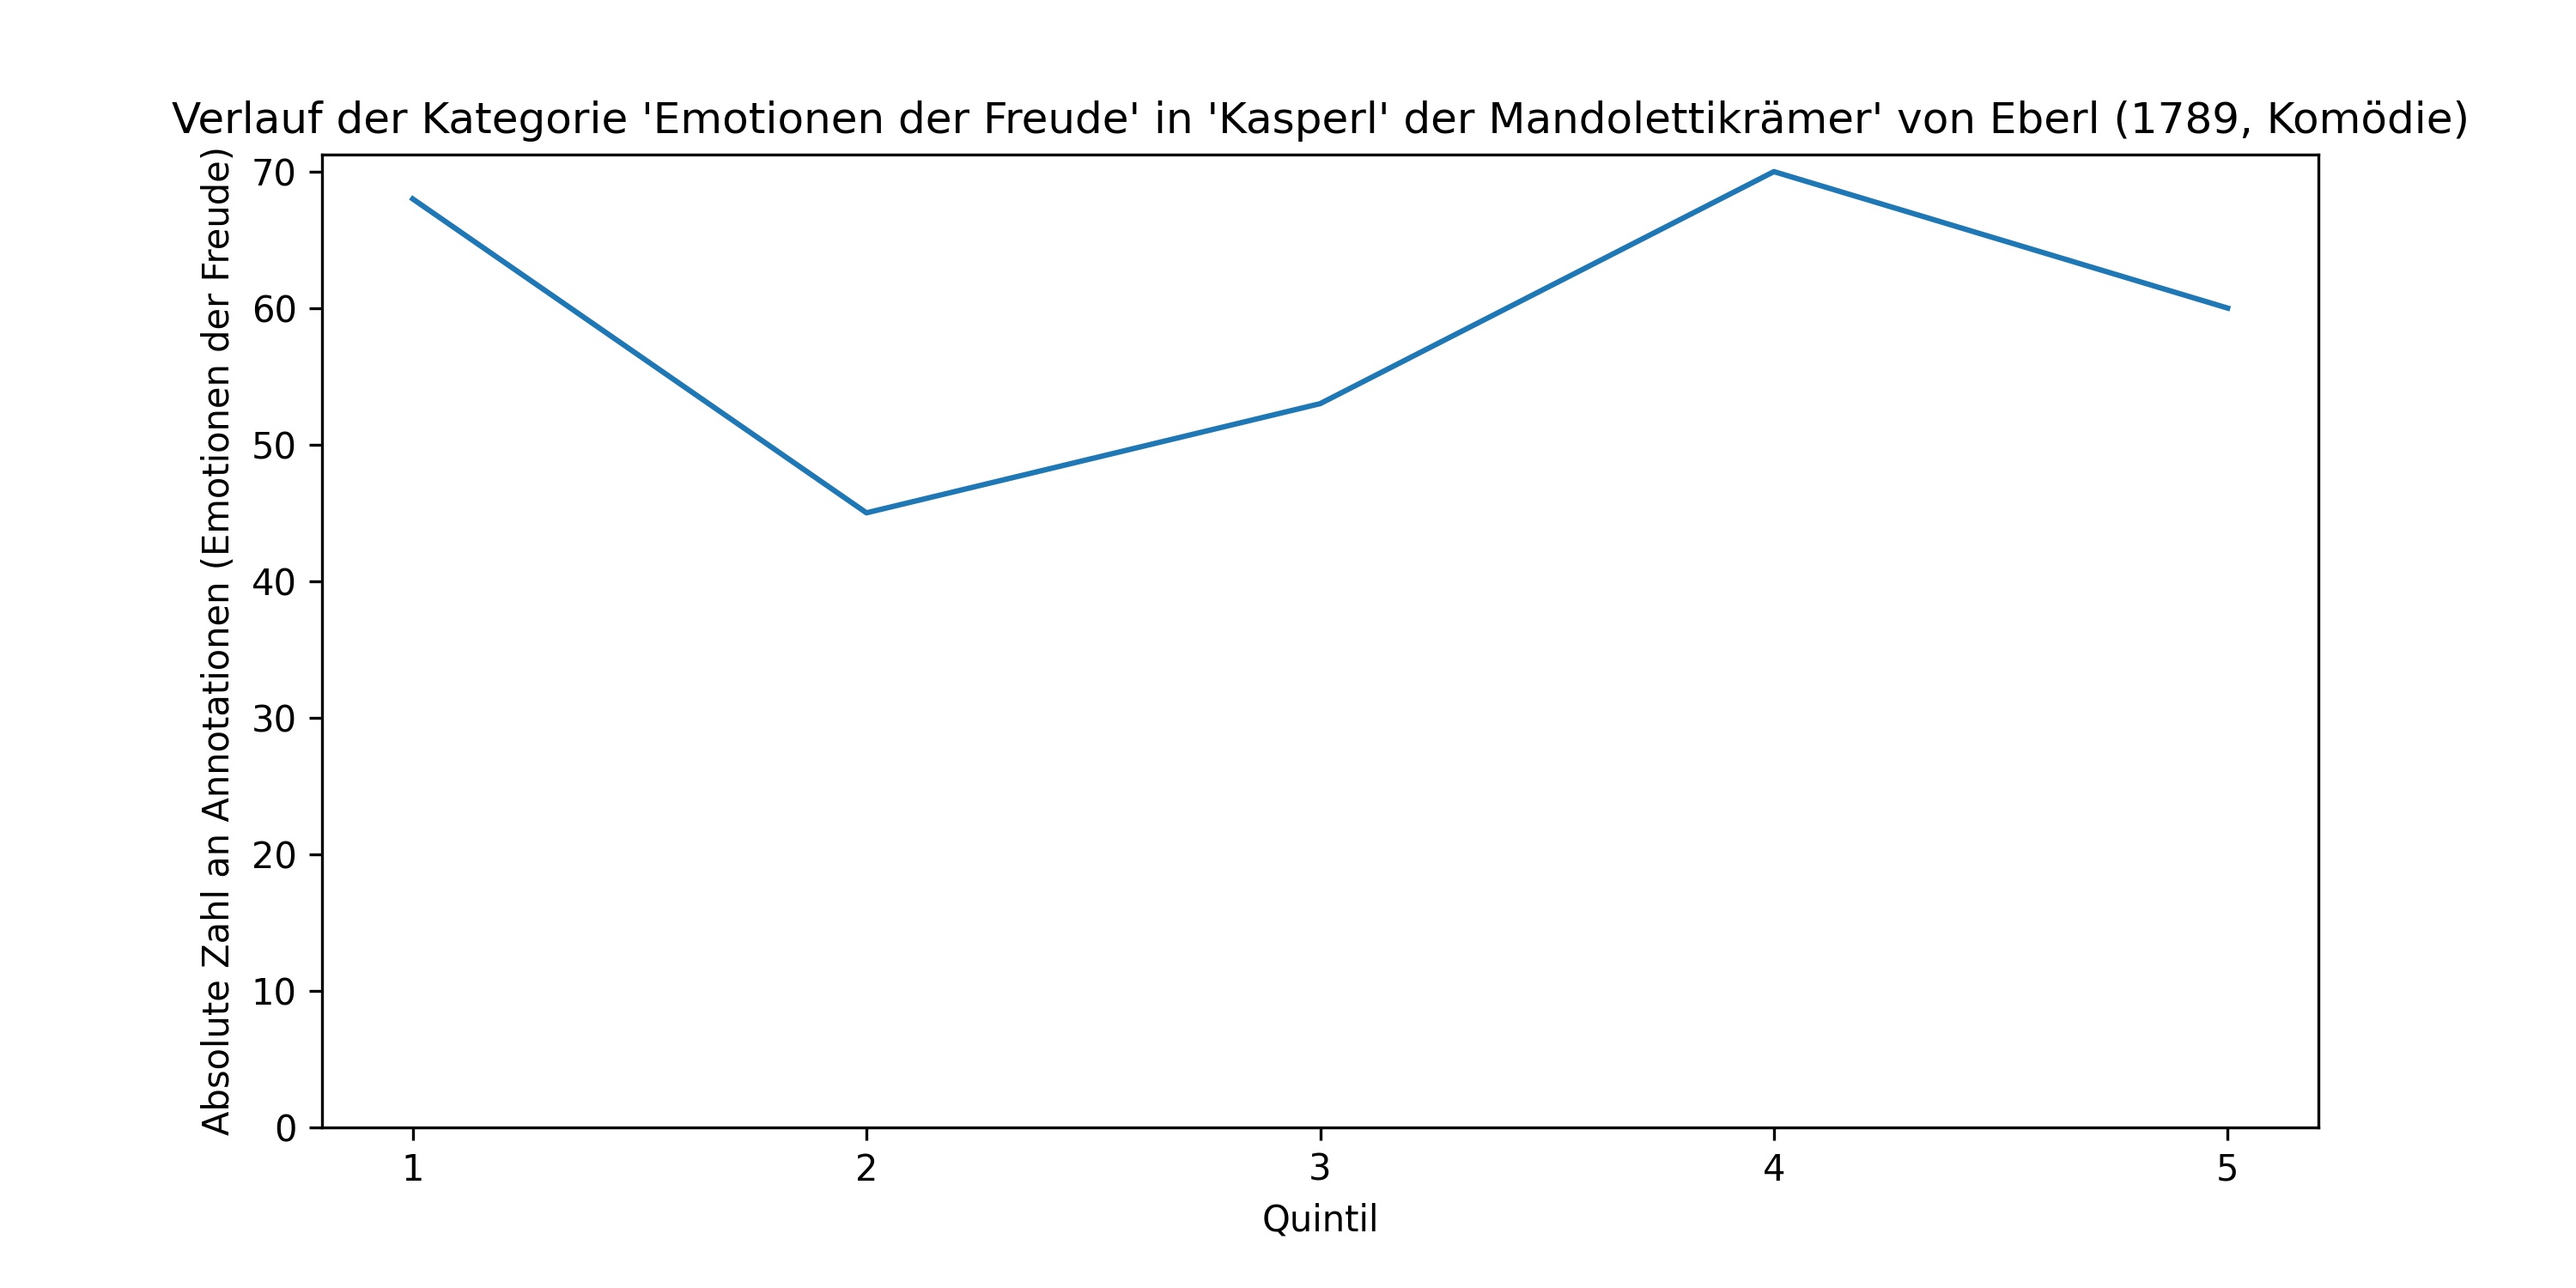 Verlauf der Kategorie 'Emotionen der Freude' in 'Kasperl' der Mandolettikrämer' von Eberl (1789, Komödie)
Absolute Zahl an Annotationen (Emotionen der Freude)
70
60
50
40
30
20
10
0
1 2 3 4 5
Quintil